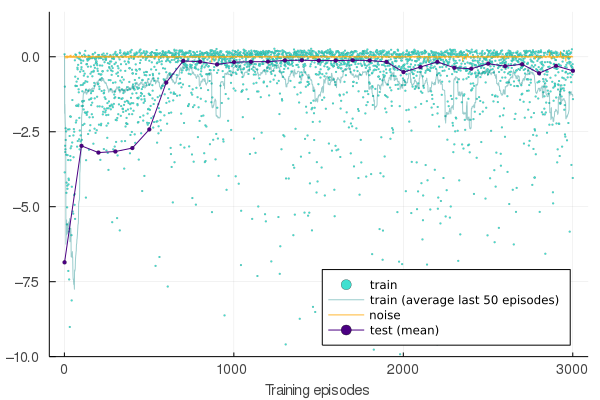 0.0
−2.5
−5.0
−7.5
−10.0
0
1000
2000
3000
Training episodes
train
train (average last 50 episodes)
noise
test (mean)